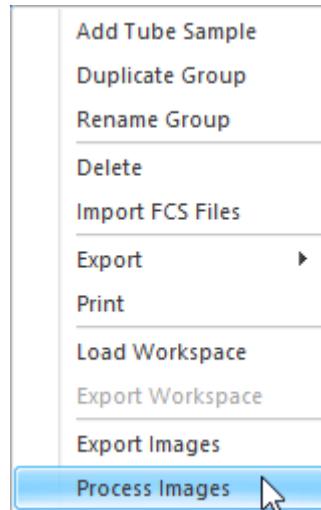 Add Tube Sample
Duplicate Group
Rename Group
Delete
Import FCS Files
Export
Print
Load Workspace
Export Workspace
Export Images
Process Images